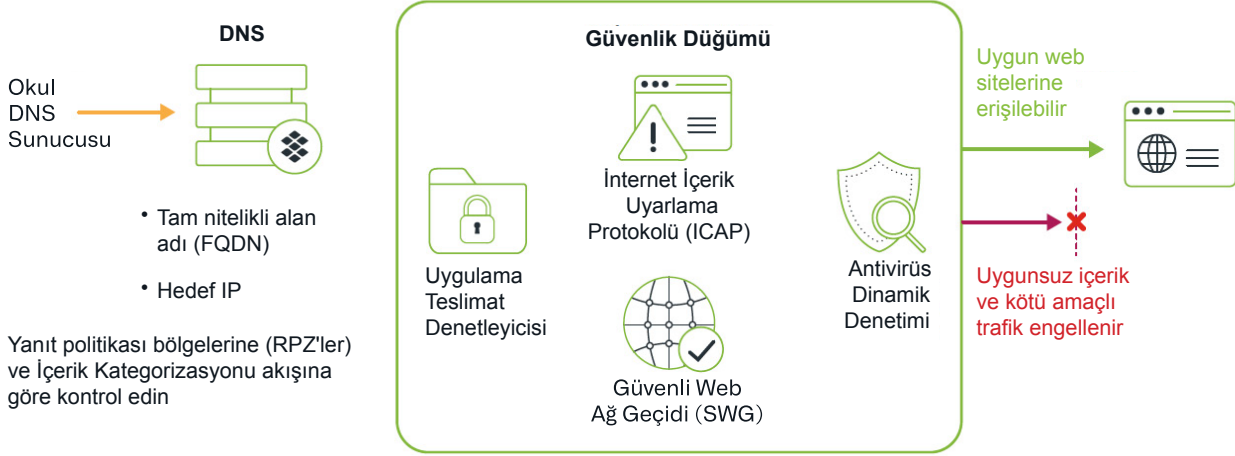 DNS
Okul
DNS
Sunucusu
• Tam nitelikli alan
adı (FQDN)
• Hedef IP
Yanıt politikası bölgelerine (RPZ'ler)
ve İçerik Kategorizasyonu akışına
göre kontrol edin
Güvenlik Düğümü
Uygulama
Teslimat
Denetleyicisi
İnternet İçerik
Uyarlama
Protokolü (ICAP)
Güvenli Web
Ağ Geçidi (SWG)
Antivirüs
Dinamik
Denetimi
Uygun web
sitelerine
erişilebilir
Uygunsuz içerik
ve kötü amaçlı
trafik engellenir